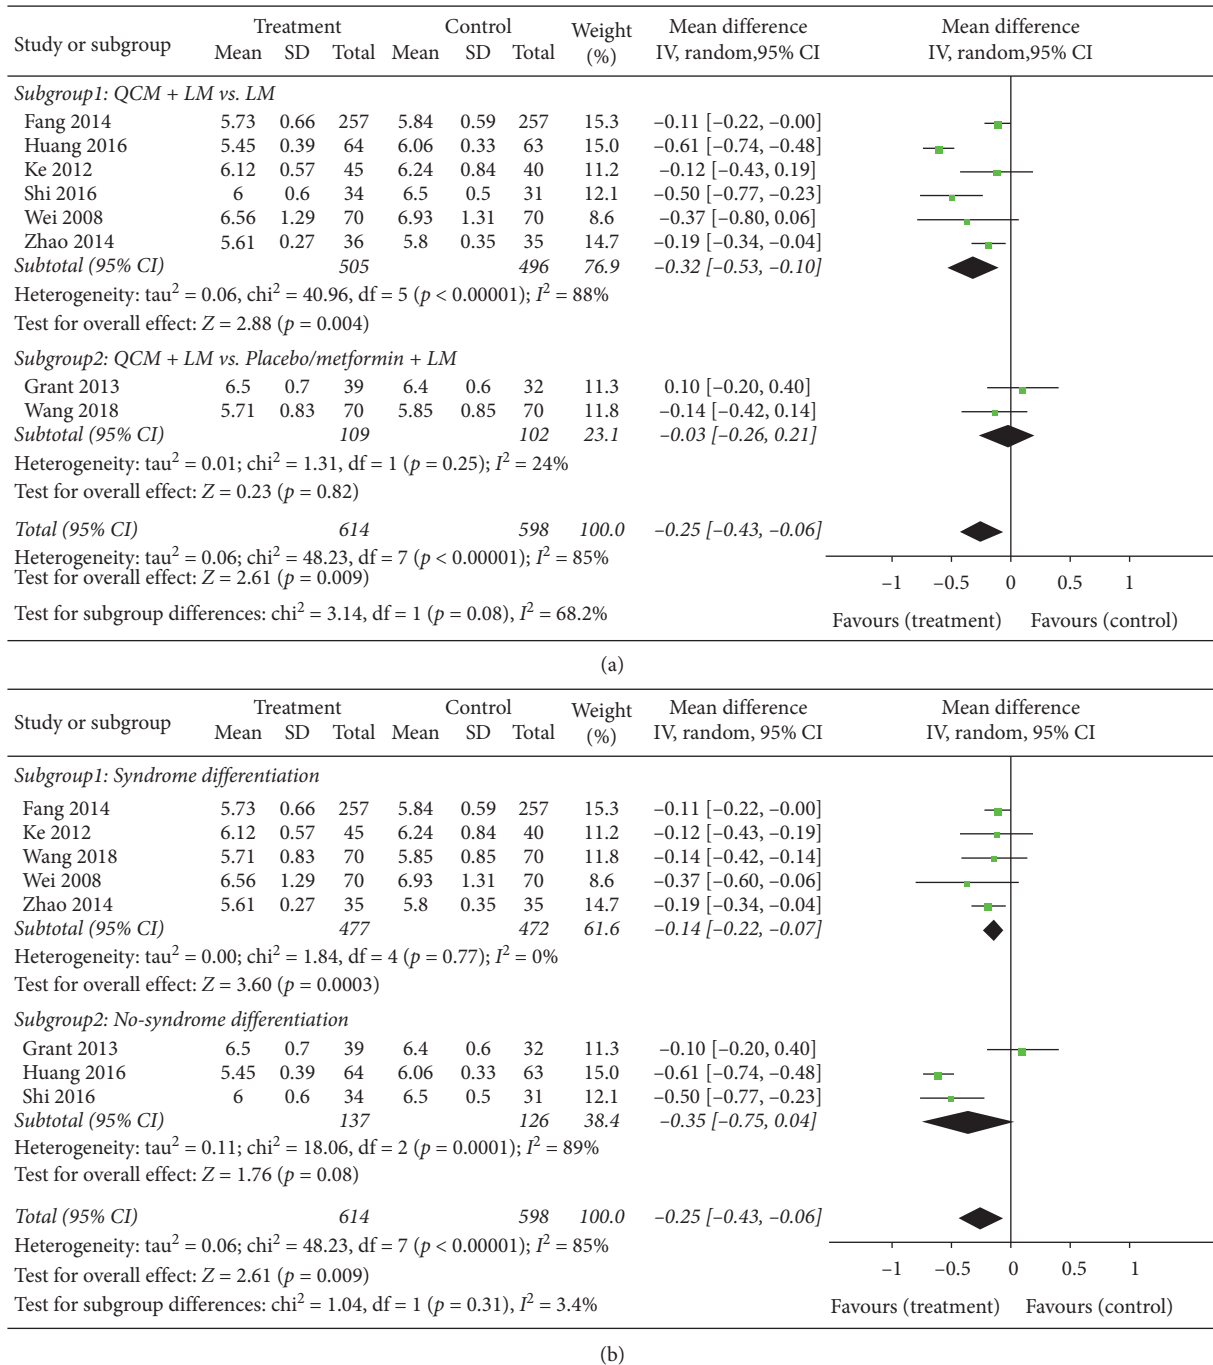 Study or subgroup Treatment Control Weight (%) Mean difference IV, random,95% CI Mean difference IV, random,95% CI
Mean SD Total Mean SD Total
Subgroup1: QCM + LM vs. LM
Fang 2014 5.73 0.66 257 5.84 0.59 257 15.3 –0.11 [–0.22, –0.00]
Huang 2016 5.45 0.39 64 6.06 0.33 63 15.0 –0.61 [–0.74, –0.48]
Ke 2012 6.12 0.57 45 6.24 0.84 40 11.2 –0.12 [–0.43, 0.19]
Shi 2016 6 0.6 34 6.5 0.5 31 12.1 –0.50 [–0.77, –0.23]
Wei 2008 6.56 1.29 70 6.93 1.31 70 8.6 –0.37 [–0.80, 0.06]
Zhao 2014 5.61 0.27 36 5.8 0.35 35 14.7 –0.19 [–0.34, –0.04]
Subtotal (95% CI) 505 496 76.9 –0.32 [–0.53, –0.10]
Heterogeneity: tau² = 0.06, chi² = 40.96, df = 5 (p < 0.00001); I² = 88%
Test for overall effect: Z = 2.88 (p = 0.004)
Subgroup2: QCM + LM vs. Placebo/metformin + LM
Grant 2013 6.5 0.7 39 6.4 0.6 32 11.3 0.10 [–0.20, 0.40]
Wang 2018 5.71 0.83 70 5.85 0.85 70 11.8 –0.14 [–0.42, 0.14]
Subtotal (95% CI) 109 102 23.1 –0.03 [–0.26, 0.21]
Heterogeneity: tau² = 0.01; chi² = 1.31, df = 1 (p = 0.25); I² = 24%
Test for overall effect: Z = 0.23 (p = 0.82)
Total (95% CI) 614 598 100.0 –0.25 [–0.43, –0.06]
Heterogeneity: tau² = 0.06; chi² = 48.23, df = 7 (p < 0.00001); I² = 85%
Test for overall effect: Z = 2.61 (p = 0.009)
Test for subgroup differences: chi² = 3.14, df = 1 (p = 0.08), I² = 68.2%
–1 –0.5 0 0.5 1
Favours (treatment) Favours (control)
(a)
Study or subgroup Treatment Control Weight (%) Mean difference IV, random, 95% CI Mean difference IV, random, 95% CI
Mean SD Total Mean SD Total
Subgroup1: Syndrome differentiation
Fang 2014 5.73 0.66 257 5.84 0.59 257 15.3 –0.11 [–0.22, –0.00]
Ke 2012 6.12 0.57 45 6.24 0.84 40 11.2 –0.12 [–0.43, –0.19]
Wang 2018 5.71 0.83 70 5.85 0.85 70 11.8 –0.14 [–0.42, –0.14]
Wei 2008 6.56 1.29 70 6.93 1.31 70 8.6 –0.37 [–0.60, –0.06]
Zhao 2014 5.61 0.27 35 5.8 0.35 35 14.7 –0.19 [–0.34, –0.04]
Subtotal (95% CI) 477 472 61.6 –0.14 [–0.22, –0.07]
Heterogeneity: tau² = 0.00; chi² = 1.84, df = 4 (p = 0.77); I² = 0%
Test for overall effect: Z = 3.60 (p = 0.0003)
Subgroup2: No-syndrome differentiation
Grant 2013 6.5 0.7 39 6.4 0.6 32 11.3 –0.10 [–0.20, 0.40]
Huang 2016 5.45 0.39 64 6.06 0.33 63 15.0 –0.61 [–0.74, –0.48]
Shi 2016 6 0.6 34 6.5 0.5 31 12.1 –0.50 [–0.77, –0.23]
Subtotal (95% CI) 137 126 38.4 –0.35 [–0.75, 0.04]
Heterogeneity: tau² = 0.11; chi² = 18.06, df = 2 (p = 0.0001); I² = 89%
Test for overall effect: Z = 1.76 (p = 0.08)
Total (95% CI) 614 598 100.0 –0.25 [–0.43, –0.06]
Heterogeneity: tau² = 0.06; chi² = 48.23, df = 7 (p < 0.00001); I² = 85%
Test for overall effect: Z = 2.61 (p = 0.009)
Test for subgroup differences: chi² = 1.04, df = 1 (p = 0.31), I² = 3.4%
–1 –0.5 0 0.5 1
Favours (treatment) Favours (control)
(b)